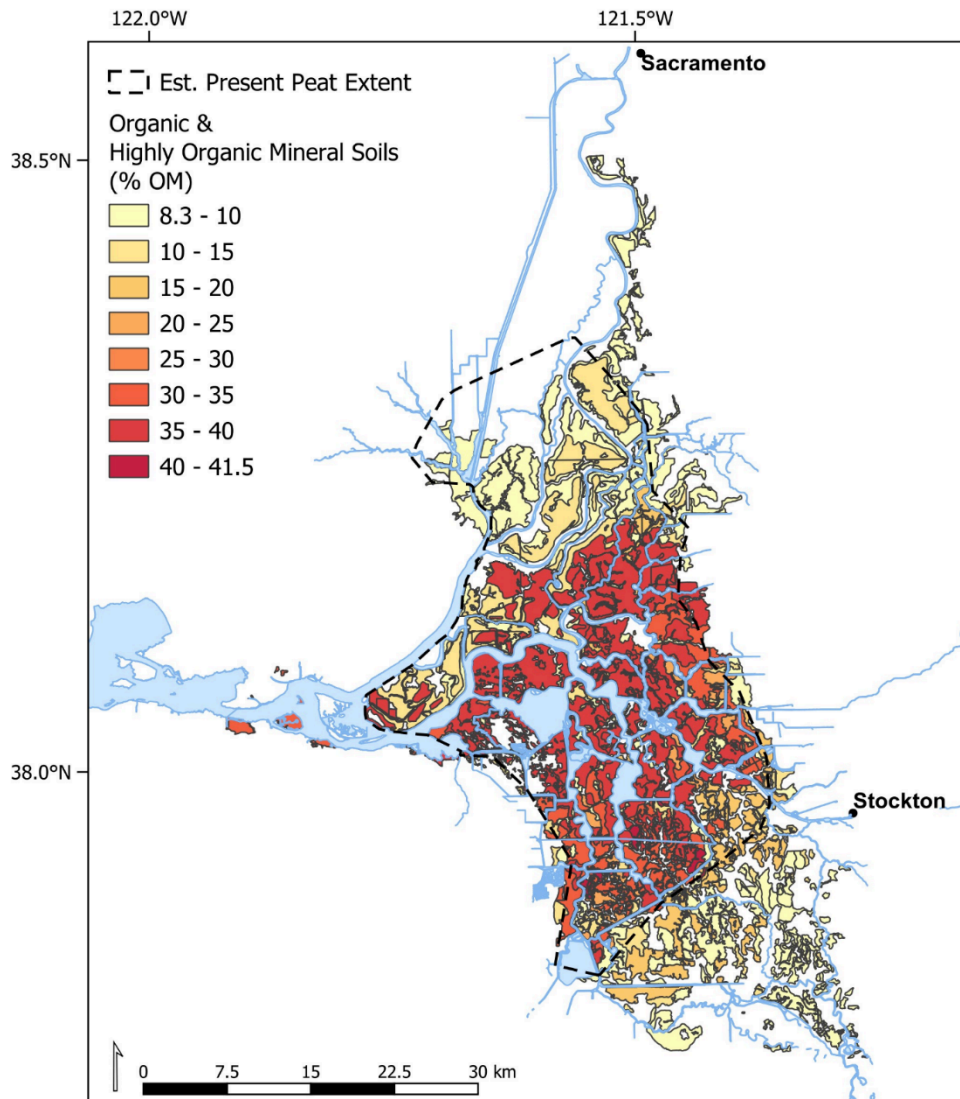 122.0°W
121.5°W
Sacramento
Est. Present Peat Extent
Organic &
Highly Organic Mineral Soils
(% OM)
38.5°N
8.3 - 10
10 - 15
15 - 20
20 - 25
25 - 30
30 - 35
35 - 40
40 - 41.5
38.0°N
Stockton
0 7.5 15 22.5 30 km